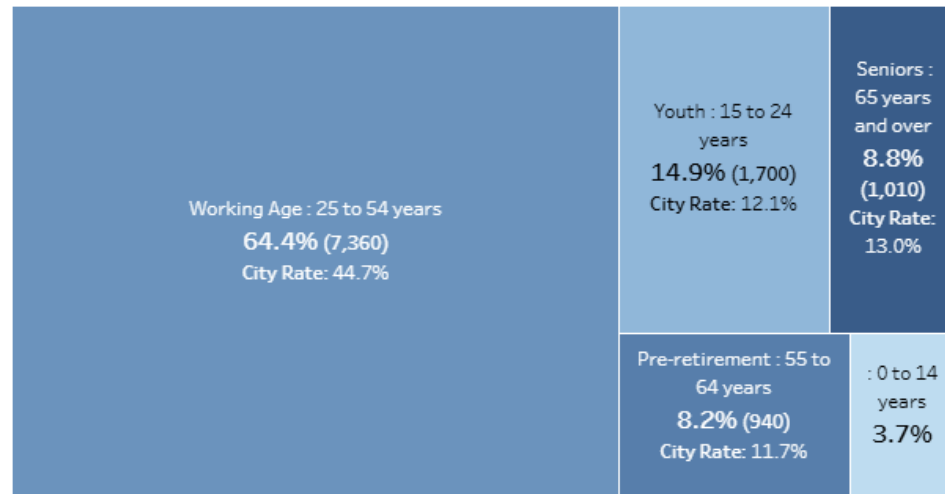 Working Age : 25 to 54 years
64.4% (7,360)
City Rate: 44.7%
Youth : 15 to 24
years
14.9% (1,700)
City Rate: 12.1%
Seniors :
65 years
and over
8.8%
(1,010)
City Rate:
13.0%
Pre-retirement : 55 to
64 years
8.2% (940)
City Rate: 11.7%
: 0 to 14
years
3.7%